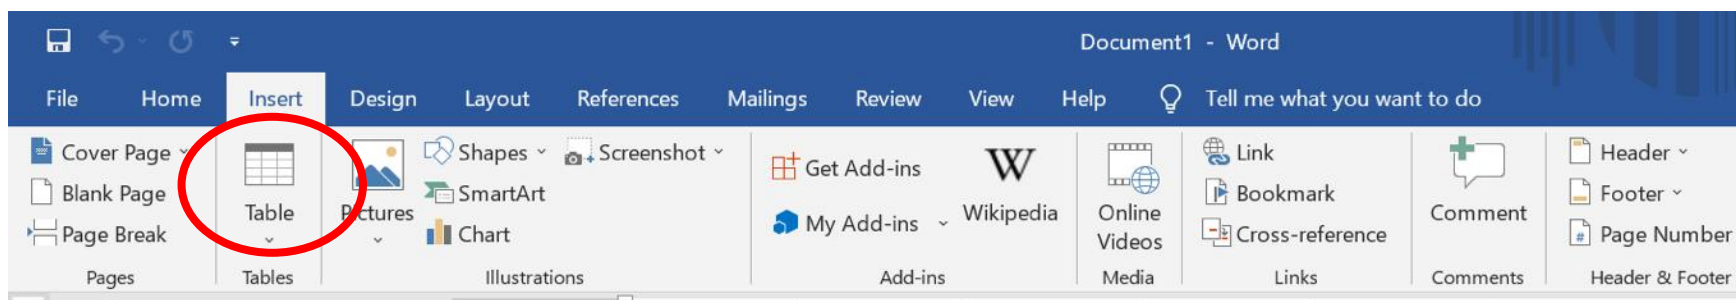 Document1 - Word
File Home Insert Design Layout References Mailings Review View Help Tell me what you want to do
Cover Page
Blank Page
Page Break
Pages
Table
Tables
Pictures
Shapes
SmartArt
Chart
Screenshot
Illustrations
Get Add-ins
My Add-ins
W
Wikipedia
Add-ins
Online
Videos
Media
Link
Bookmark
Cross-reference
Links
Comment
Comments
Header
Footer
# Page Number
Header & Footer